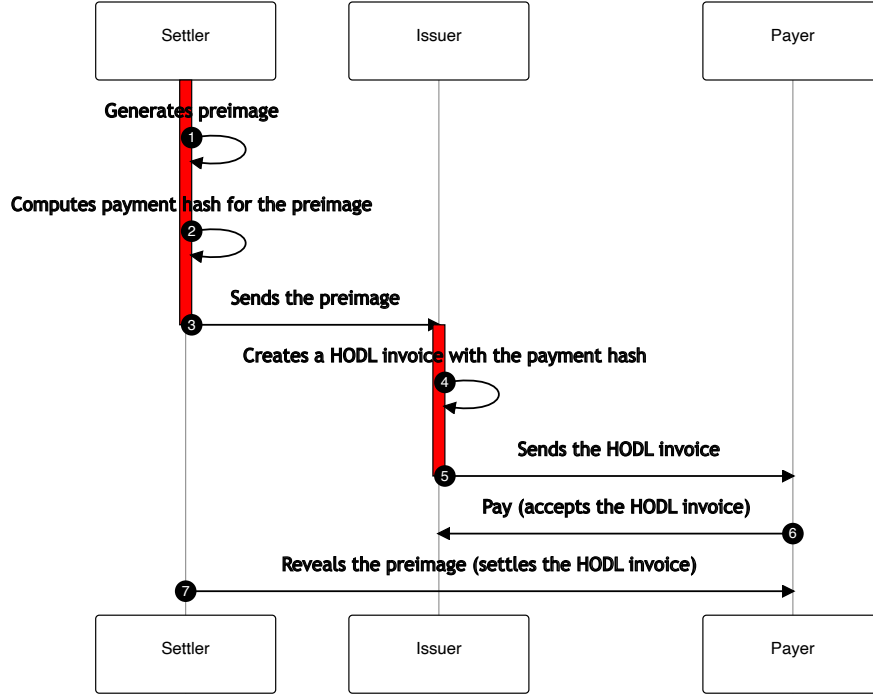 Settler
Issuer
Payer
Generates preimage
1
Computes payment hash for the preimage
2
Sends the preimage
3
Creates a HODL invoice with the payment hash
4
Sends the HODL invoice
5
Pay (accepts the HODL invoice)
6
Reveals the preimage (settles the HODL invoice)
7
Settler
Issuer
Payer